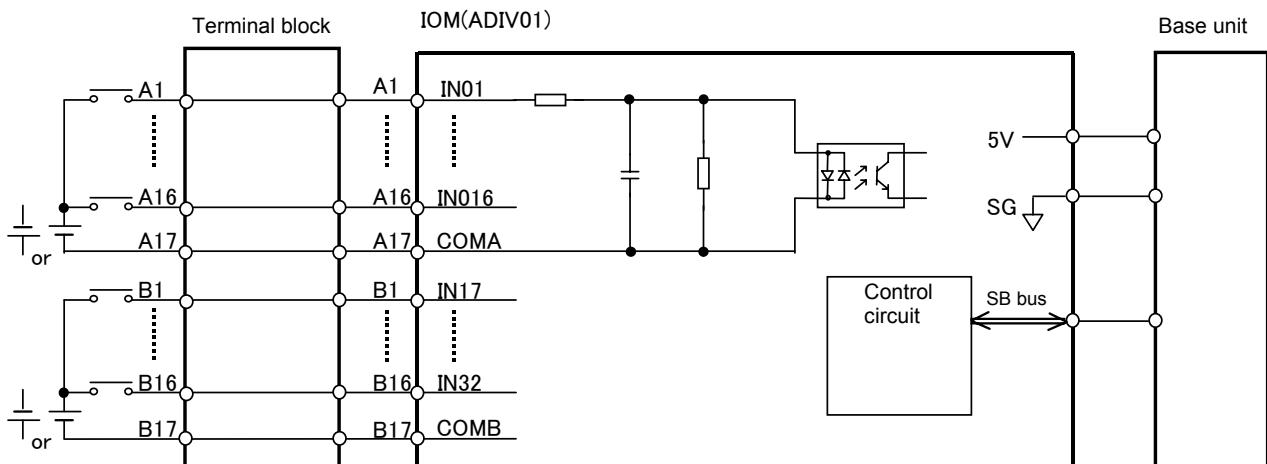 Terminal block
IOM(ADIV01)
Base unit
A1
A1
IN01
5V
A16
A16
IN016
SG
A17
A17
COMA
or
B1
B1
IN17
Control
circuit
SB bus
B16
B16
IN32
or
B17
B17
COMB